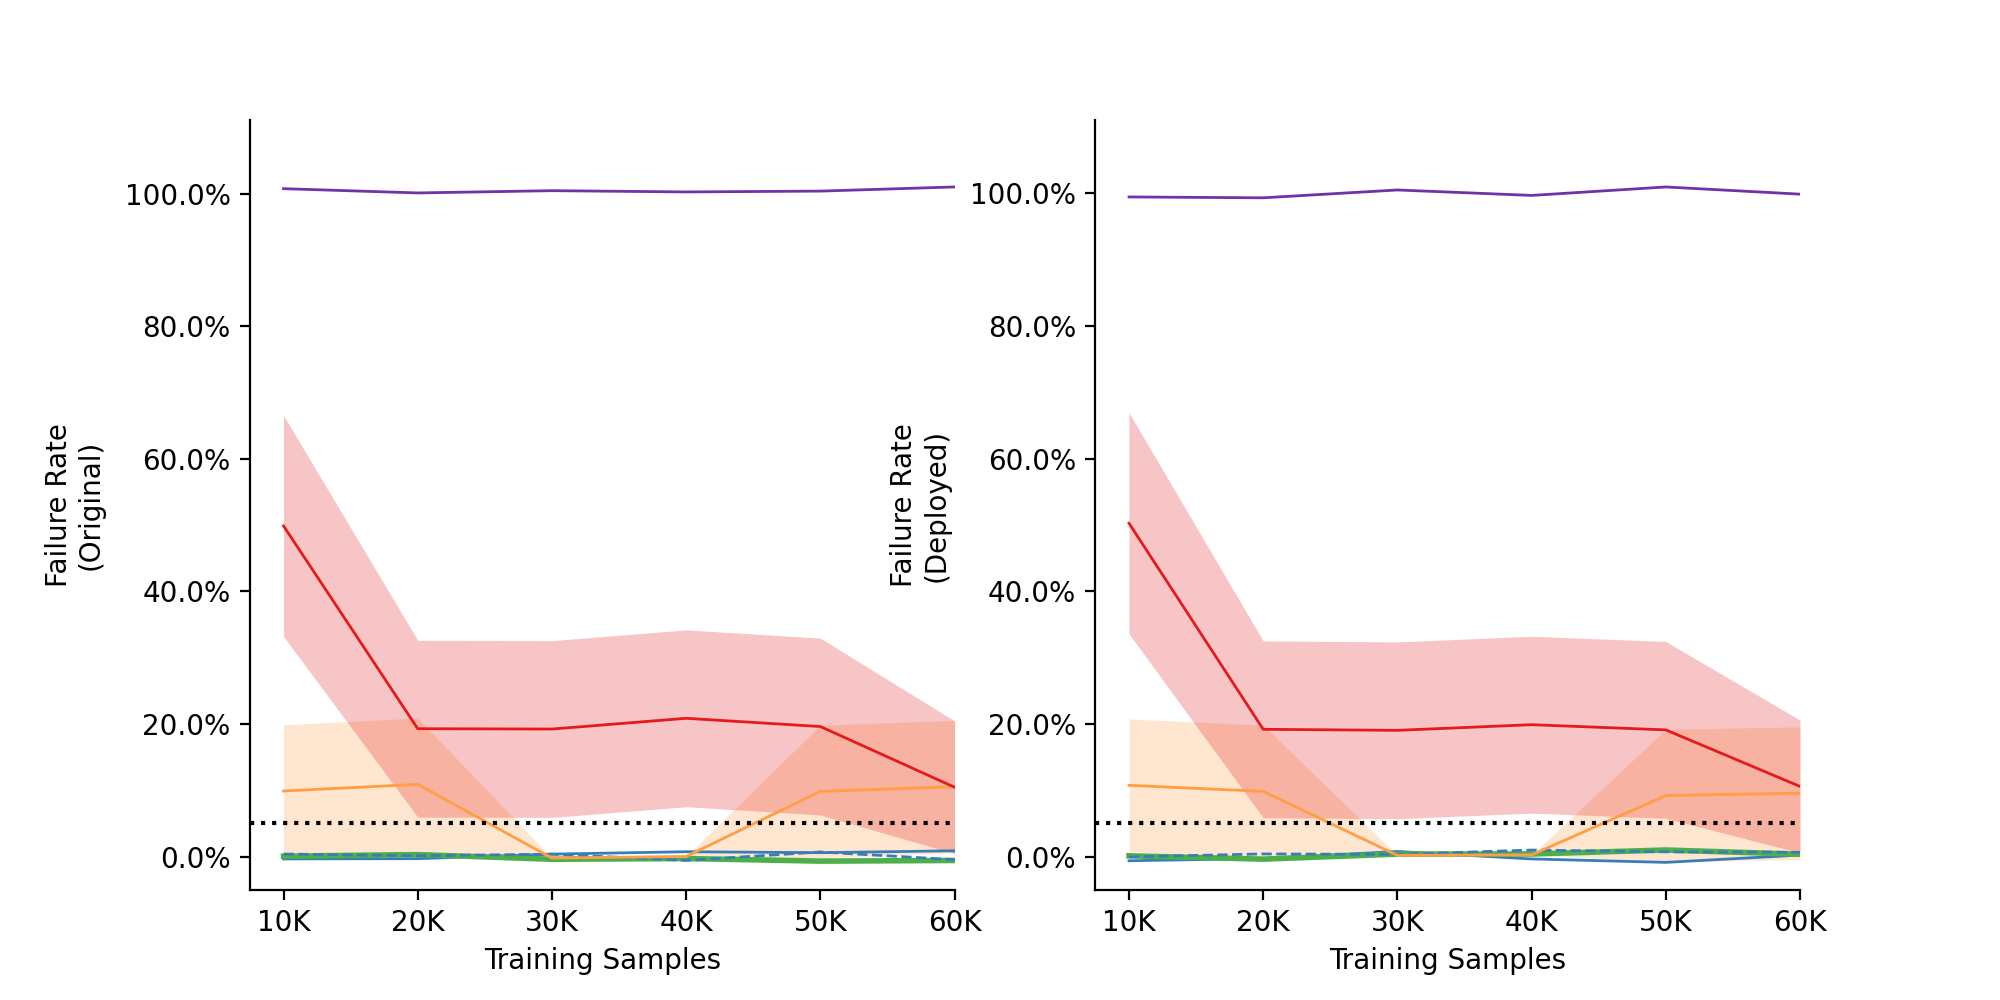 Failure Rate
(Original)
100.0%
80.0%
60.0%
40.0%
20.0%
0.0%
10K 20K 30K 40K 50K 60K
Training Samples
Failure Rate
(Deployed)
100.0%
80.0%
60.0%
40.0%
20.0%
0.0%
10K 20K 30K 40K 50K 60K
Training Samples